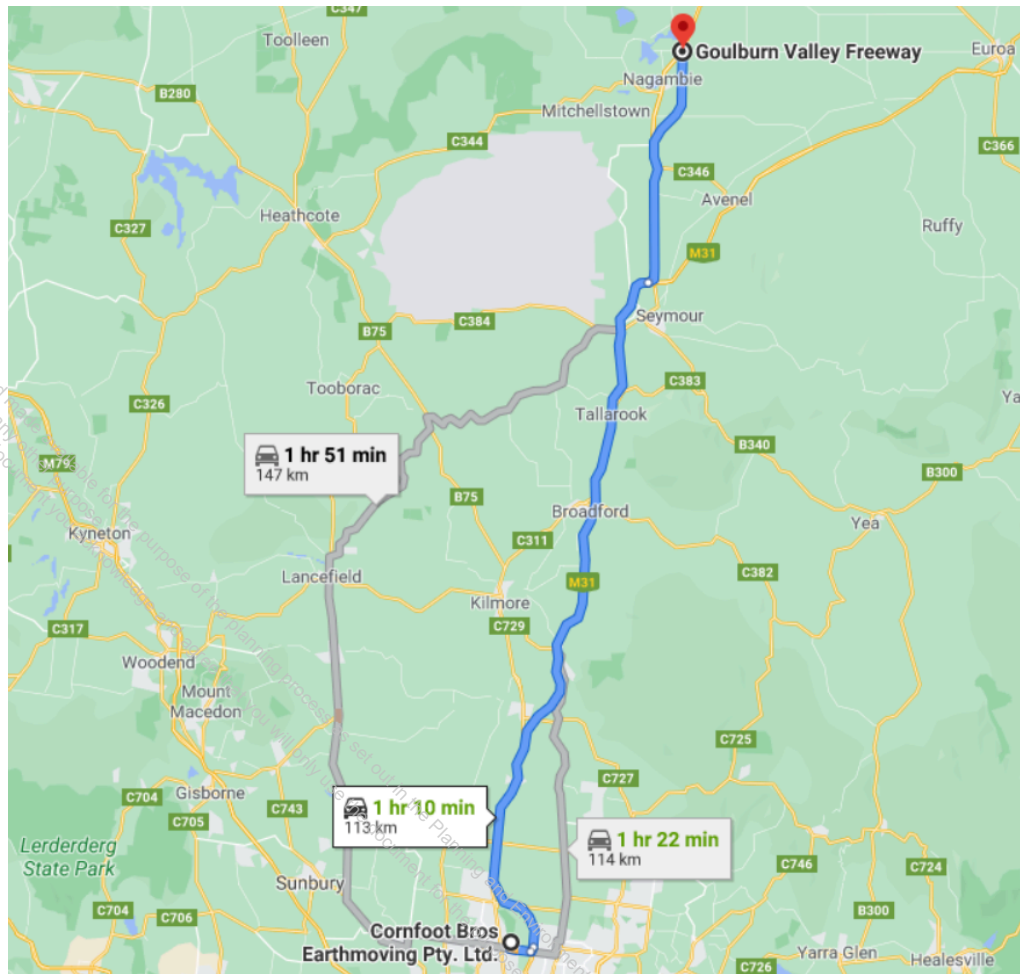 C347
Toolleen
Goulburn Valley Freeway
Euroa
Nagambie
B280
Mitchellstown
C344
C366
C346
Avenel
Heathcote
C327
Ruffy
M31
C384
Seymour
B75
Tooborac
C383
C326
Tallarook
B340
1 hr 51 min
147 km
M79
B300
B75
Broadford
Yea
Kyneton
C311
C382
Lancefield
M31
Kilmore
C317
C729
Woodend
Mount
Macedon
C725
C727
Gisborne
C704
C743
1 hr 10 min
113 km
C705
1 hr 22 min
114 km
Lerderderg
State Park
C746
C724
Sunbury
C704
C706
Cornfoot Bros
Earthmoving Pty. Ltd.
B300
Yarra Glen
Healesville
C726